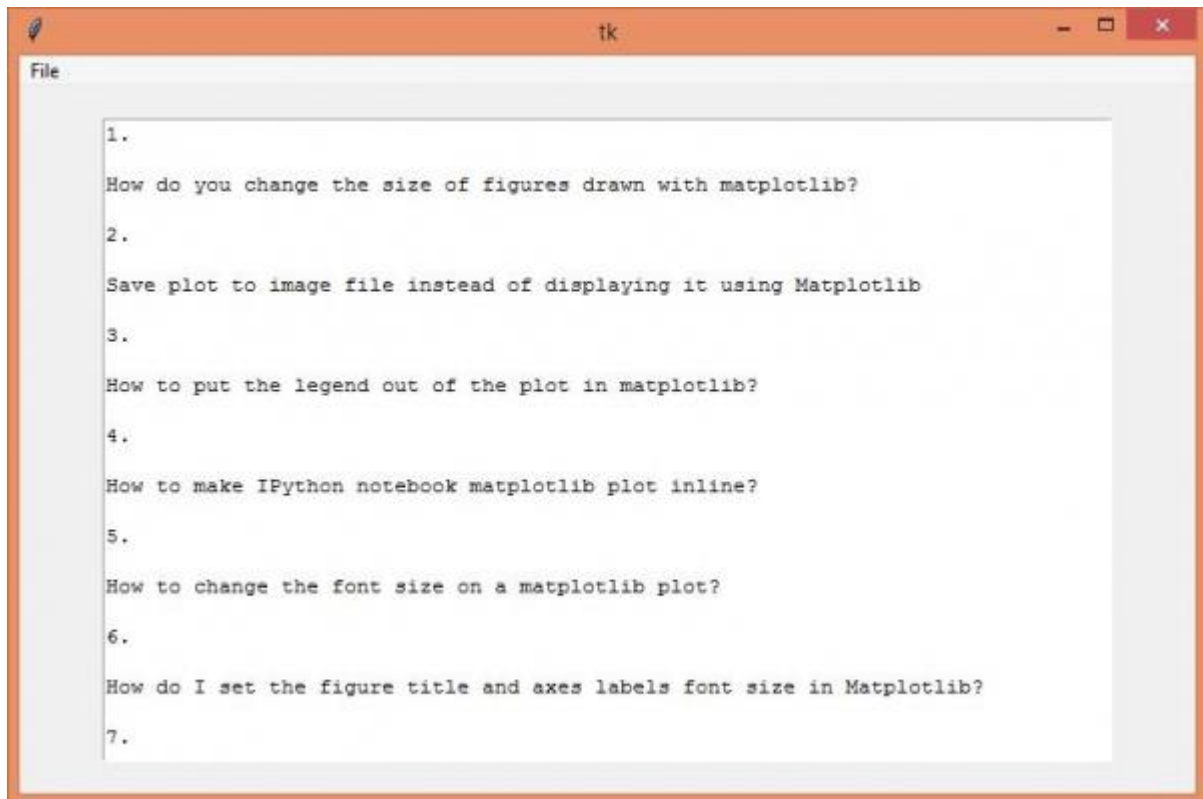 tk
File
1.
How do you change the size of figures drawn with matplotlib?
2.
Save plot to image file instead of displaying it using Matplotlib
3.
How to put the legend out of the plot in matplotlib?
4.
How to make IPython notebook matplotlib plot inline?
5.
How to change the font size on a matplotlib plot?
6.
How do I set the figure title and axes labels font size in Matplotlib?
7.